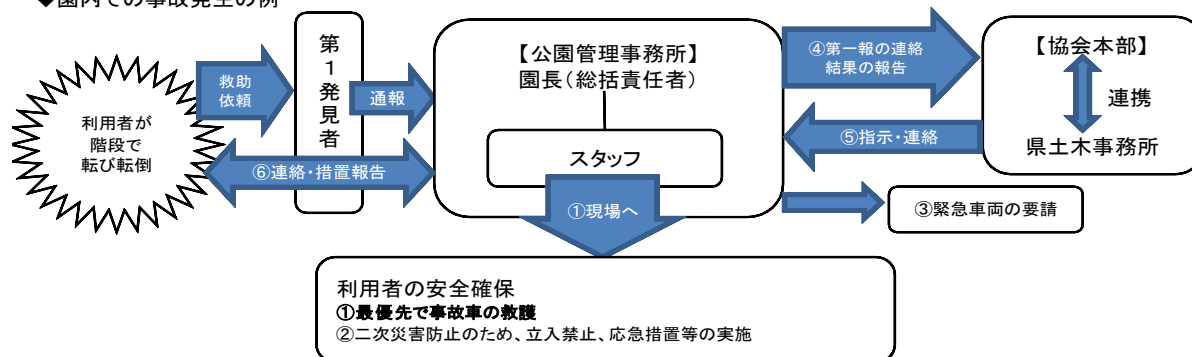 ◆園内での事故発生の例
利用者が
階段で
転び転倒
救助
依頼
第
1
発
見
者
通報
⑥連絡・措置報告
【公園管理事務所】
園長(総括責任者)
スタッフ
①現場へ
④第一報の連絡
結果の報告
⑤指示・連絡
③緊急車両の要請
【協会本部】
連携
県土木事務所
利用者の安全確保
①最優先で事故車の救護
②二次災害防止のため、立入禁止、応急措置等の実施